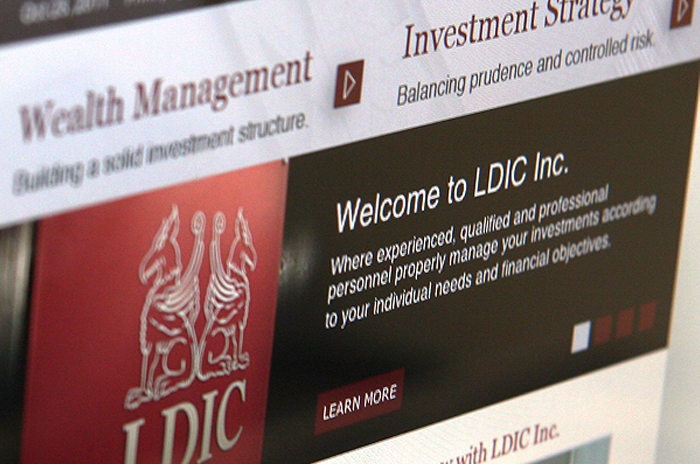 Investment Strategy
Balancing prudence and controlled risk.
Wealth Management
Building a solid investment structure.
Welcome to LDIC Inc.
Where experienced, qualified and professional
personnel properly manage your investments according
to your individual needs and financial objectives.
LDIC
LEARN MORE
with LDIC Inc.